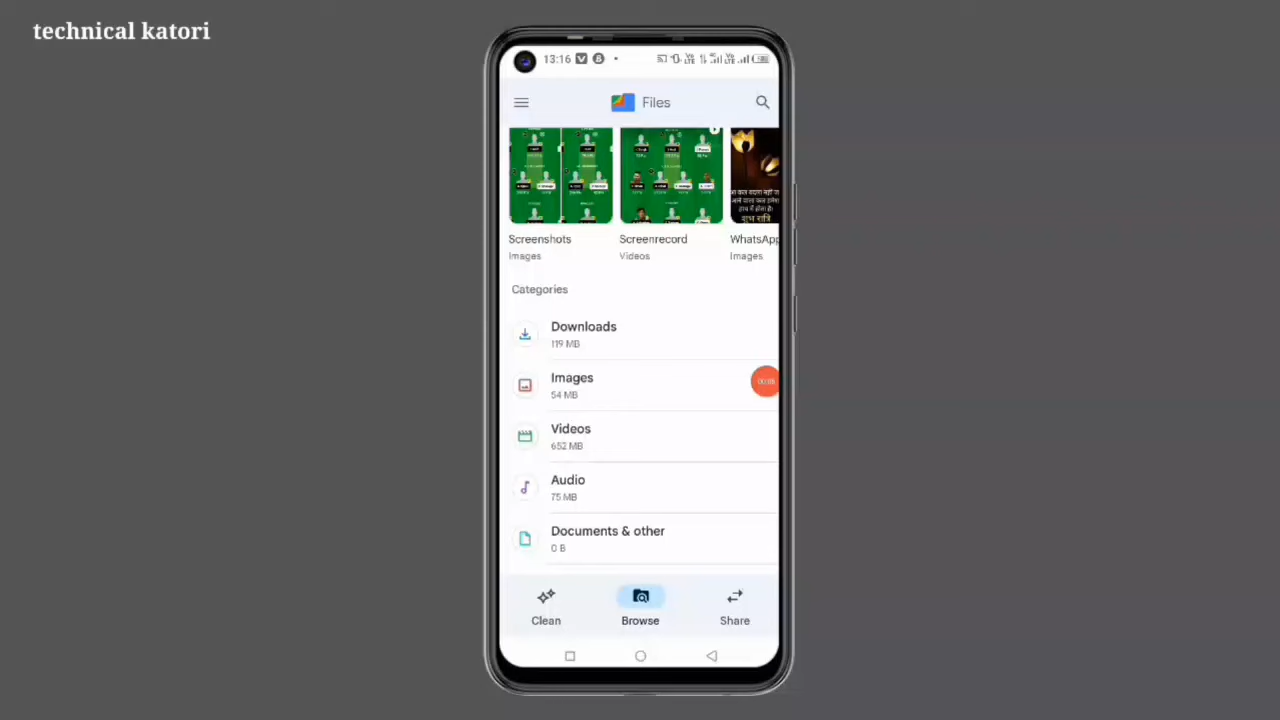 technical katori
13:16
Files
Screenshots
Images
Screenrecord
Videos
WhatsApp
Images
शुभ रात्रि
Categories
Downloads
119 MB
Images
54 MB
Videos
652 MB
Audio
75 MB
Documents & other
0 B
Clean
Browse
Share